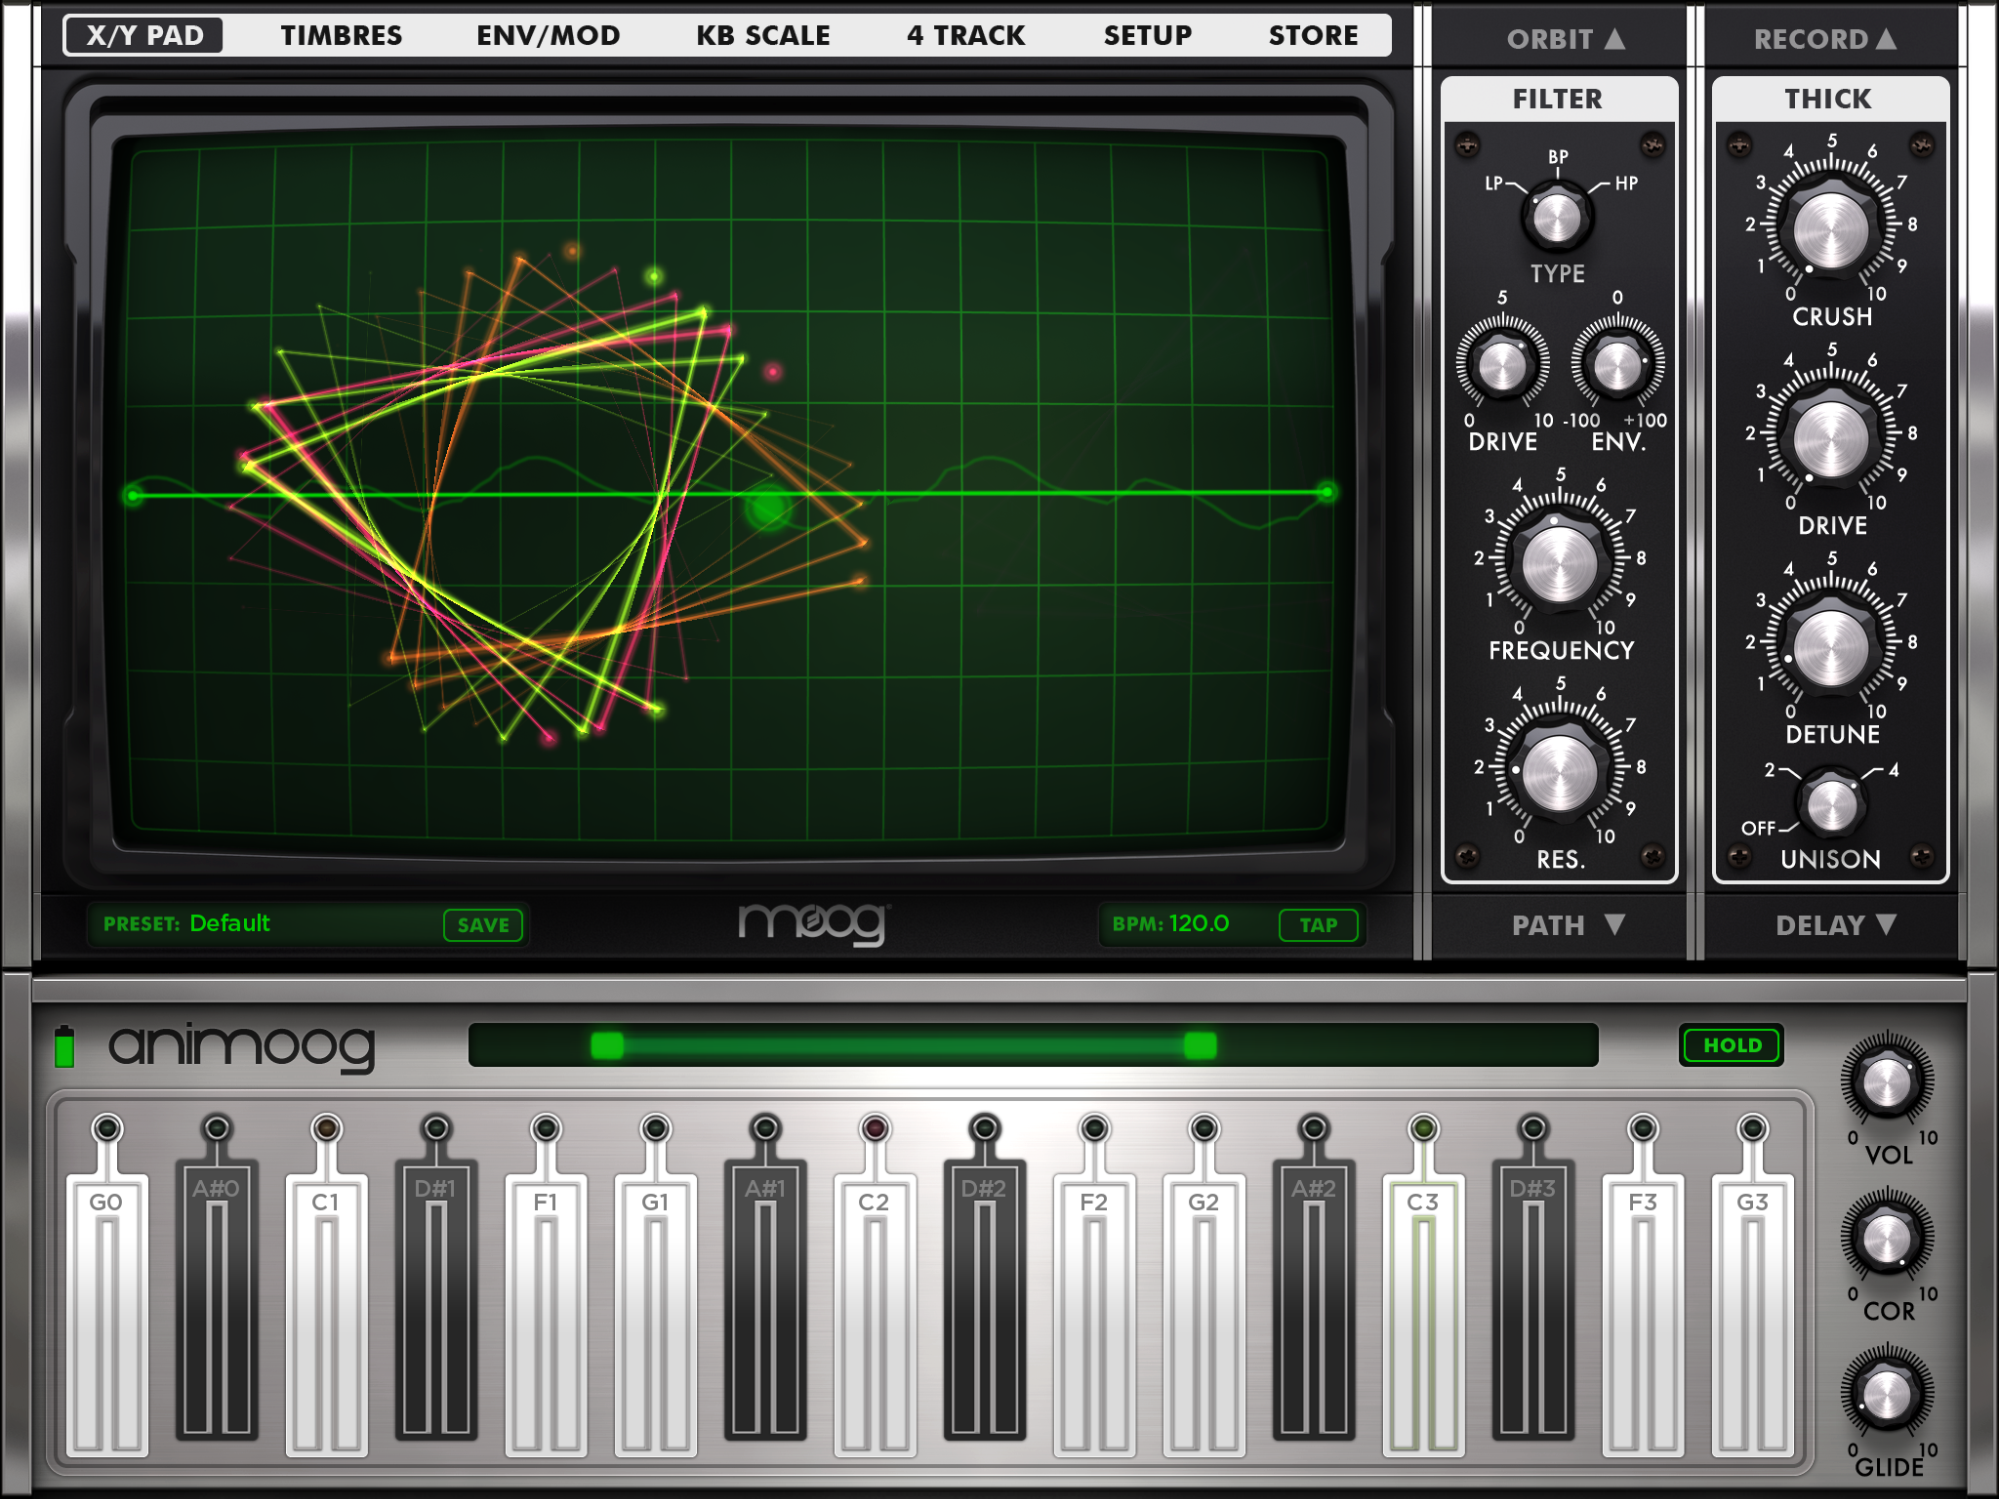 X/Y PAD TIMBRES ENV/MOD KB SCALE 4 TRACK SETUP STORE
ORBIT ▲
RECORD ▲
FILTER
LP BP HP
TYPE
5
0 10
DRIVE
0
-100 +100
ENV.
0 1 2 3 4 5 6 7 8 9 10
FREQUENCY
0 1 2 3 4 5 6 7 8 9 10
RES.
PATH ▼
THICK
0 1 2 3 4 5 6 7 8 9 10
CRUSH
0 1 2 3 4 5 6 7 8 9 10
DRIVE
0 1 2 3 4 5 6 7 8 9 10
DETUNE
OFF 2 4
UNISON
DELAY ▼
PRESET: Default SAVE
moog
BPM: 120.0 TAP
animoog
HOLD
0 10
VOL
0 10
COR
0 10
GLIDE
G0 A#0 C1 D#1 F1 G1 A#1 C2 D#2 F2 G2 A#2 C3 D#3 F3 G3